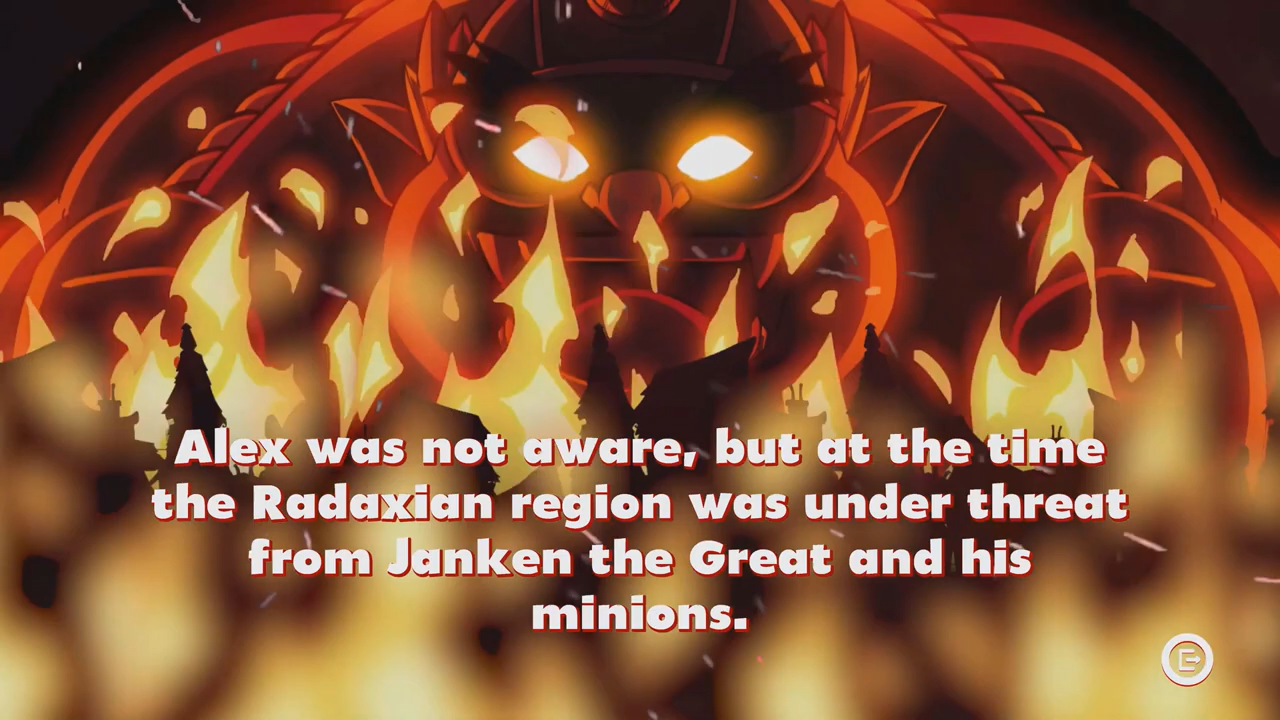 Alex was not aware, but at the time
the Radaxian region was under threat
from Janken the Great and his
minions.